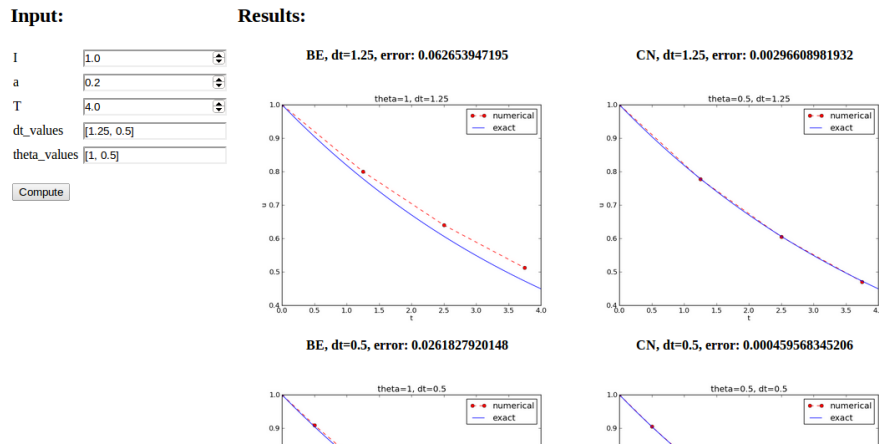 Input:
I 1.0
a 0.2
T 4.0
dt_values [1.25, 0.5]
theta_values [1, 0.5]
Compute
Results:
BE, dt=1.25, error: 0.062653947195
theta=1, dt=1.25
numerical
exact
1.0
0.9
0.8
0.7
0.6
0.5
0.4
u
0.0 0.5 1.0 1.5 2.0 2.5 3.0 3.5 4.0
t
CN, dt=1.25, error: 0.00296608981932
theta=0.5, dt=1.25
numerical
exact
1.0
0.9
0.8
0.7
0.6
0.5
0.4
u
0.0 0.5 1.0 1.5 2.0 2.5 3.0 3.5 4.
t
BE, dt=0.5, error: 0.0261827920148
theta=1, dt=0.5
numerical
exact
1.0
0.9
CN, dt=0.5, error: 0.000459568345206
theta=0.5, dt=0.5
numerical
exact
1.0
0.9